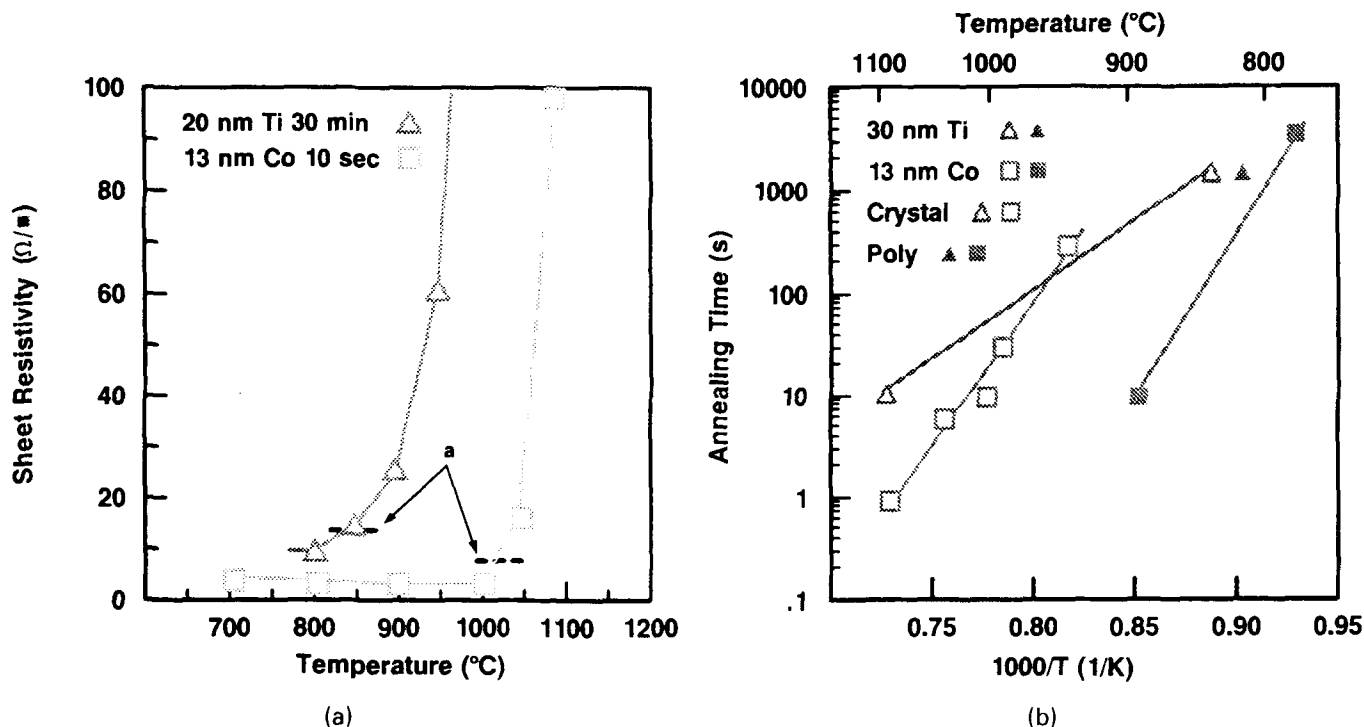 100
80
60
40
20
0
Sheet Resistivity (Ω/■)
20 nm Ti 30 min
13 nm Co 10 sec
a
700 800 900 1000 1100 1200
Temperature (°C)
(a)
Temperature (°C)
1100 1000 900 800
10000
1000
100
10
1
.1
Annealing Time (s)
30 nm Ti
13 nm Co
Crystal
Poly
0.75 0.80 0.85 0.90 0.95
1000/T (1/K)
(b)